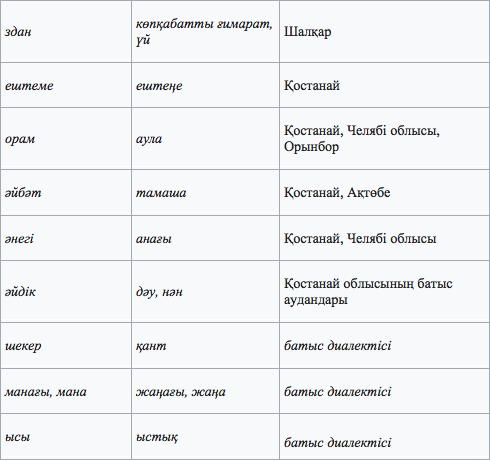 здан көпқабатты ғимарат, үй Шалқар
ештеме ештеңе Қостанай
орам аула Қостанай, Челябі облысы, Орынбор
әйбәт тамаша Қостанай, Ақтөбе
әнегі анағы Қостанай, Челябі облысы
әйдік дәу, нән Қостанай облысының батыс аудандары
шекер қант батыс диалектісі
манағы, мана жаңағы, жаңа батыс диалектісі
ысы ыстық батыс диалектісі